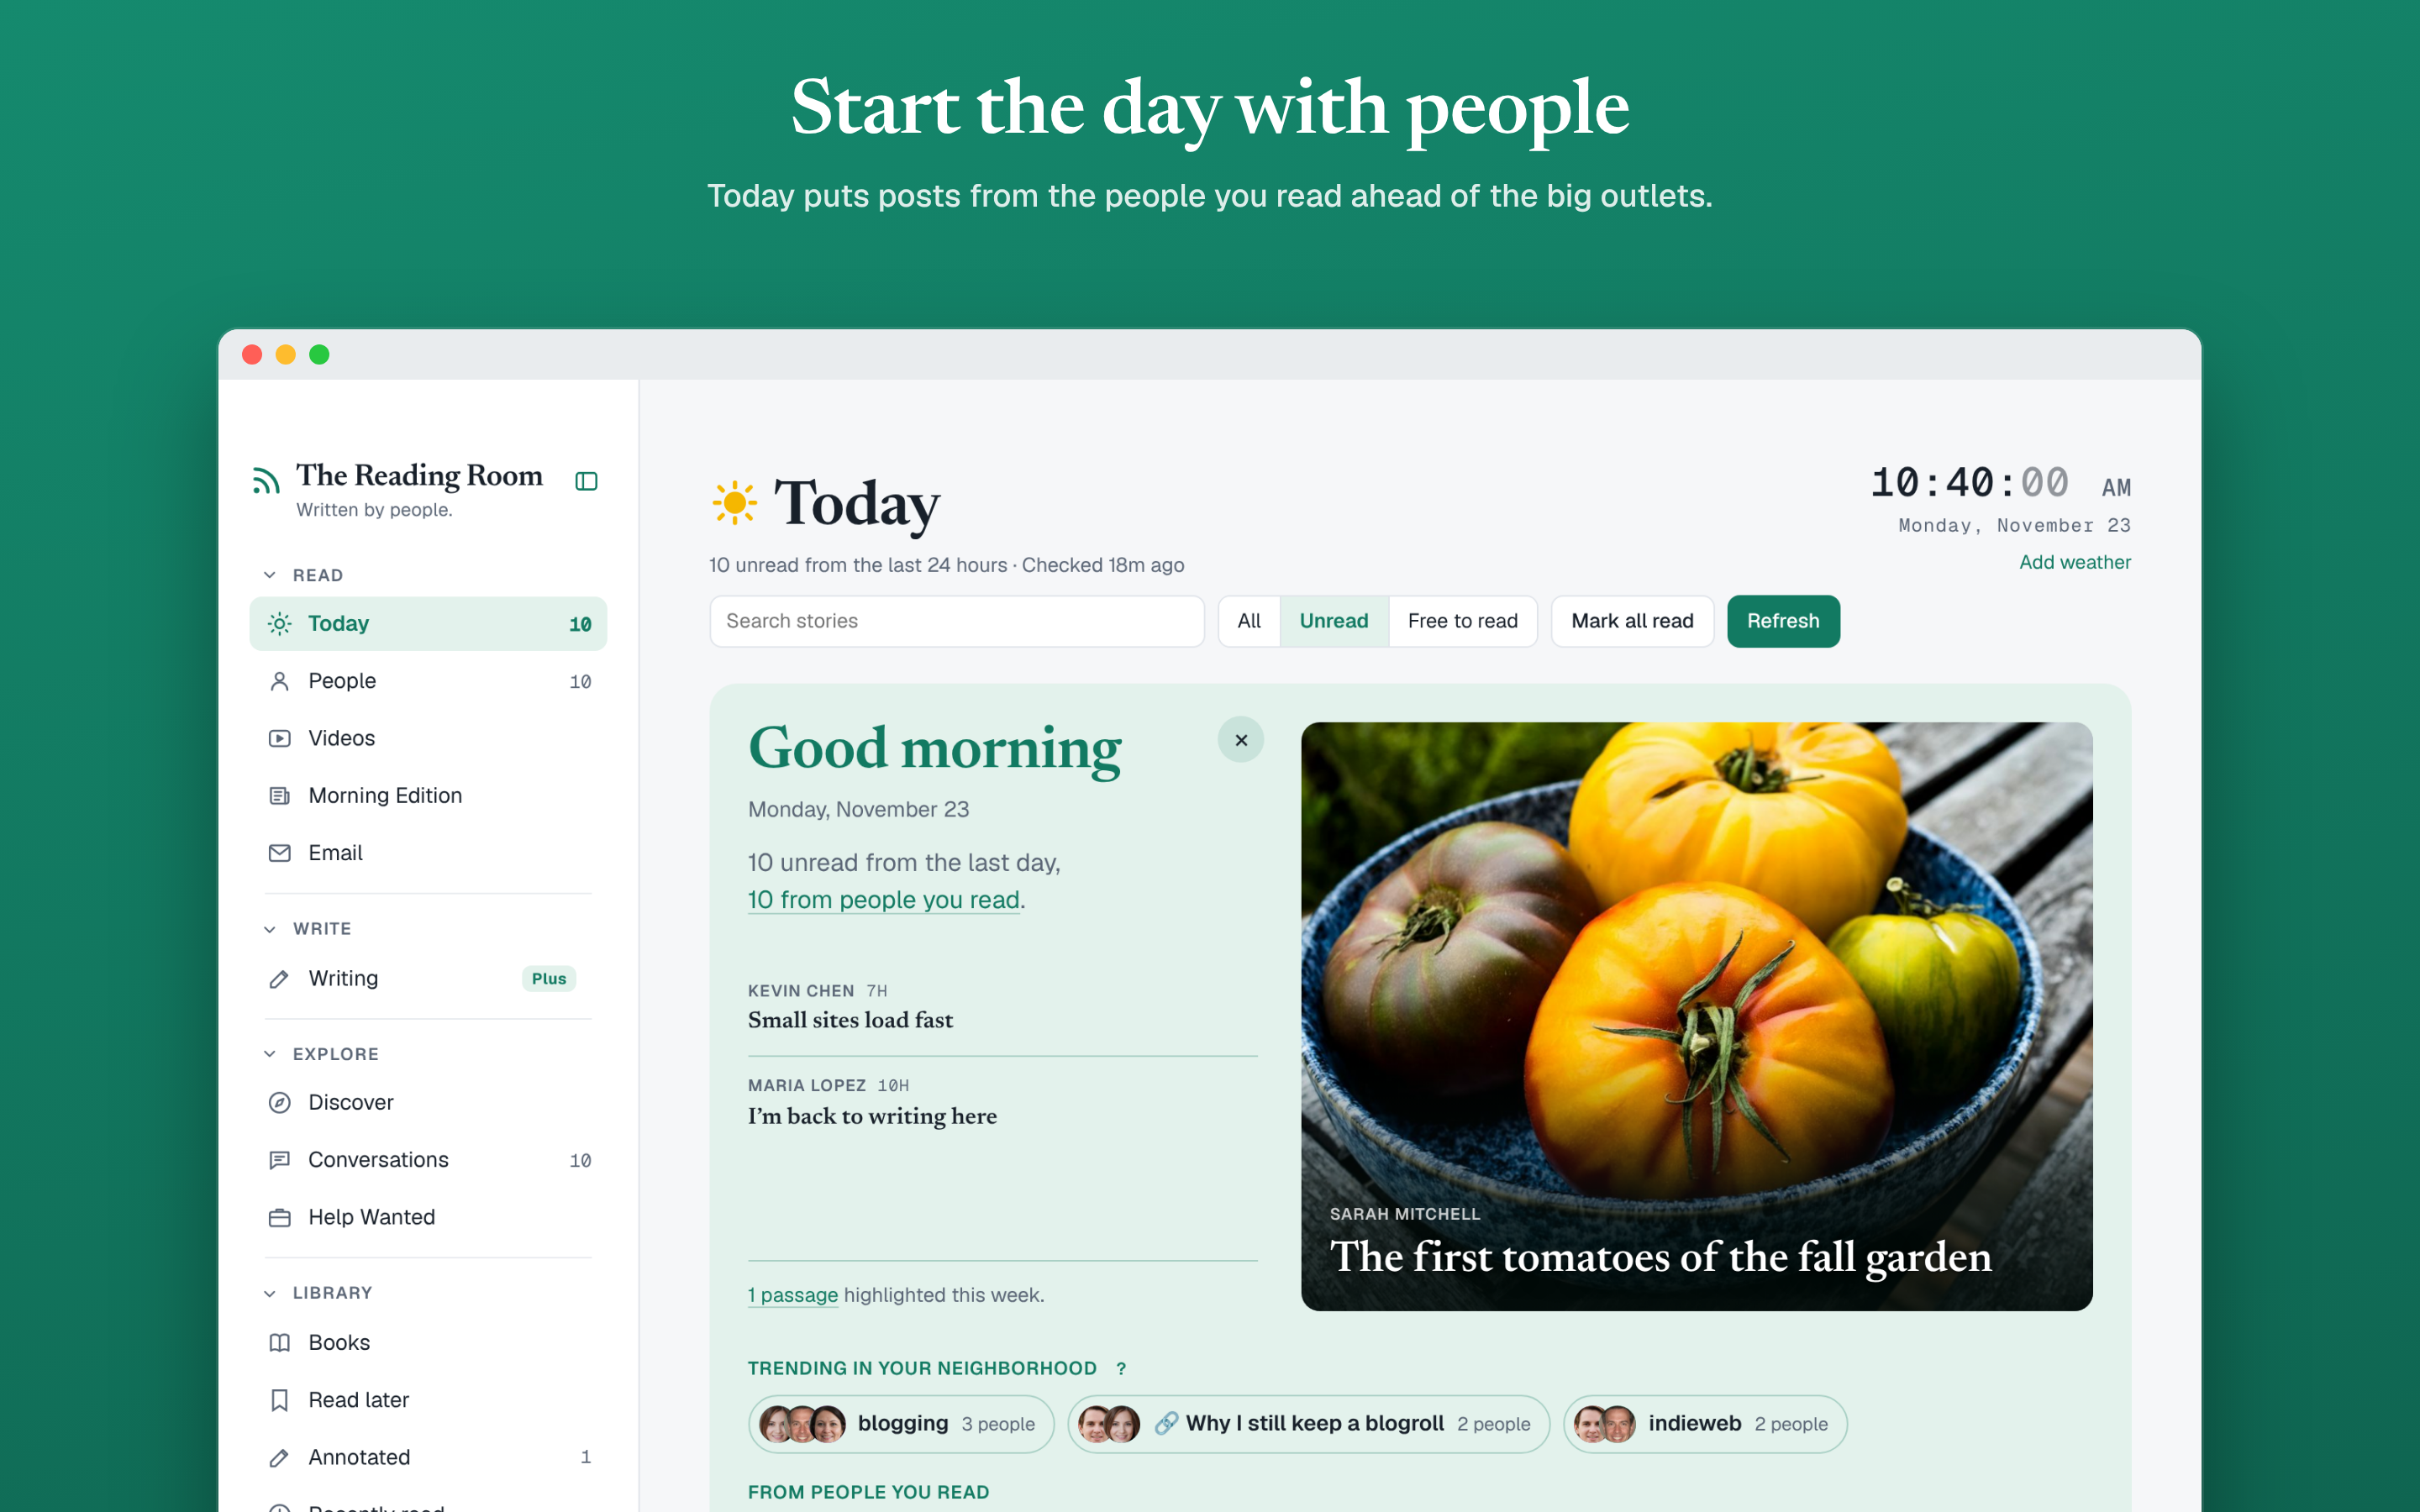 Start the day with people
Today puts posts from the people you read ahead of the big outlets.
The Reading Room
Written by people.
READ
Today 10
People 10
Videos
Morning Edition
Email
WRITE
Writing Plus
EXPLORE
Discover
Conversations 10
Help Wanted
LIBRARY
Books
Read later
Annotated 1
Today
10 unread from the last 24 hours · Checked 18m ago
10:40:00 AM
Monday, November 23
Add weather
Search stories
All Unread Free to read Mark all read Refresh
Good morning
Monday, November 23
10 unread from the last day,
10 from people you read.
KEVIN CHEN 7H
Small sites load fast
MARIA LOPEZ 10H
I’m back to writing here
1 passage highlighted this week.
SARAH MITCHELL
The first tomatoes of the fall garden
TRENDING IN YOUR NEIGHBORHOOD ?
blogging 3 people
🔗 Why I still keep a blogroll 2 people
indieweb 2 people
FROM PEOPLE YOU READ